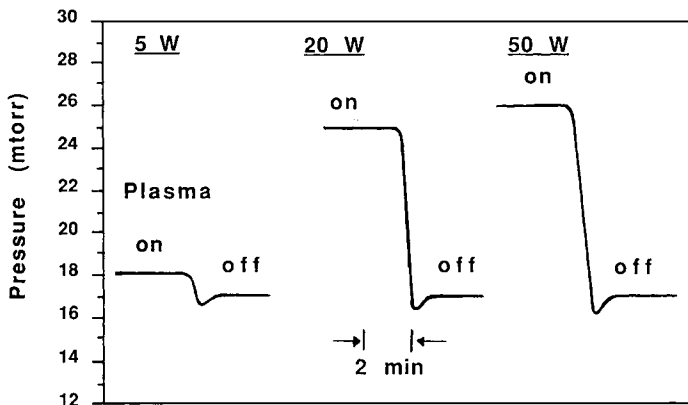 Pressure (mtorr)
30
28
26
24
22
20
18
16
14
12
5 W
20 W
50 W
on
on
Plasma
on
off
off
off
2 min